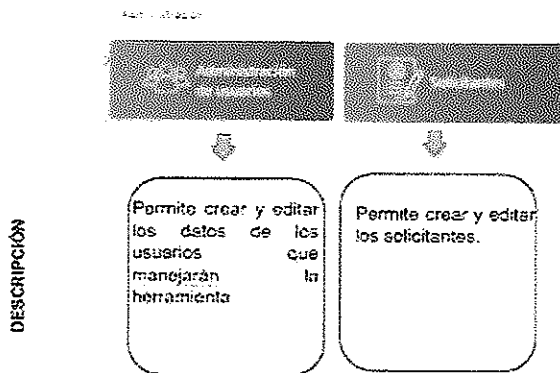 Administrador
Administración
de usuarios
Solicitantes
DESCRIPCIÓN
Permite crear y editar
los datos de los
usuarios que
manejarán la
herramienta
Permite crear y editar
los solicitantes.